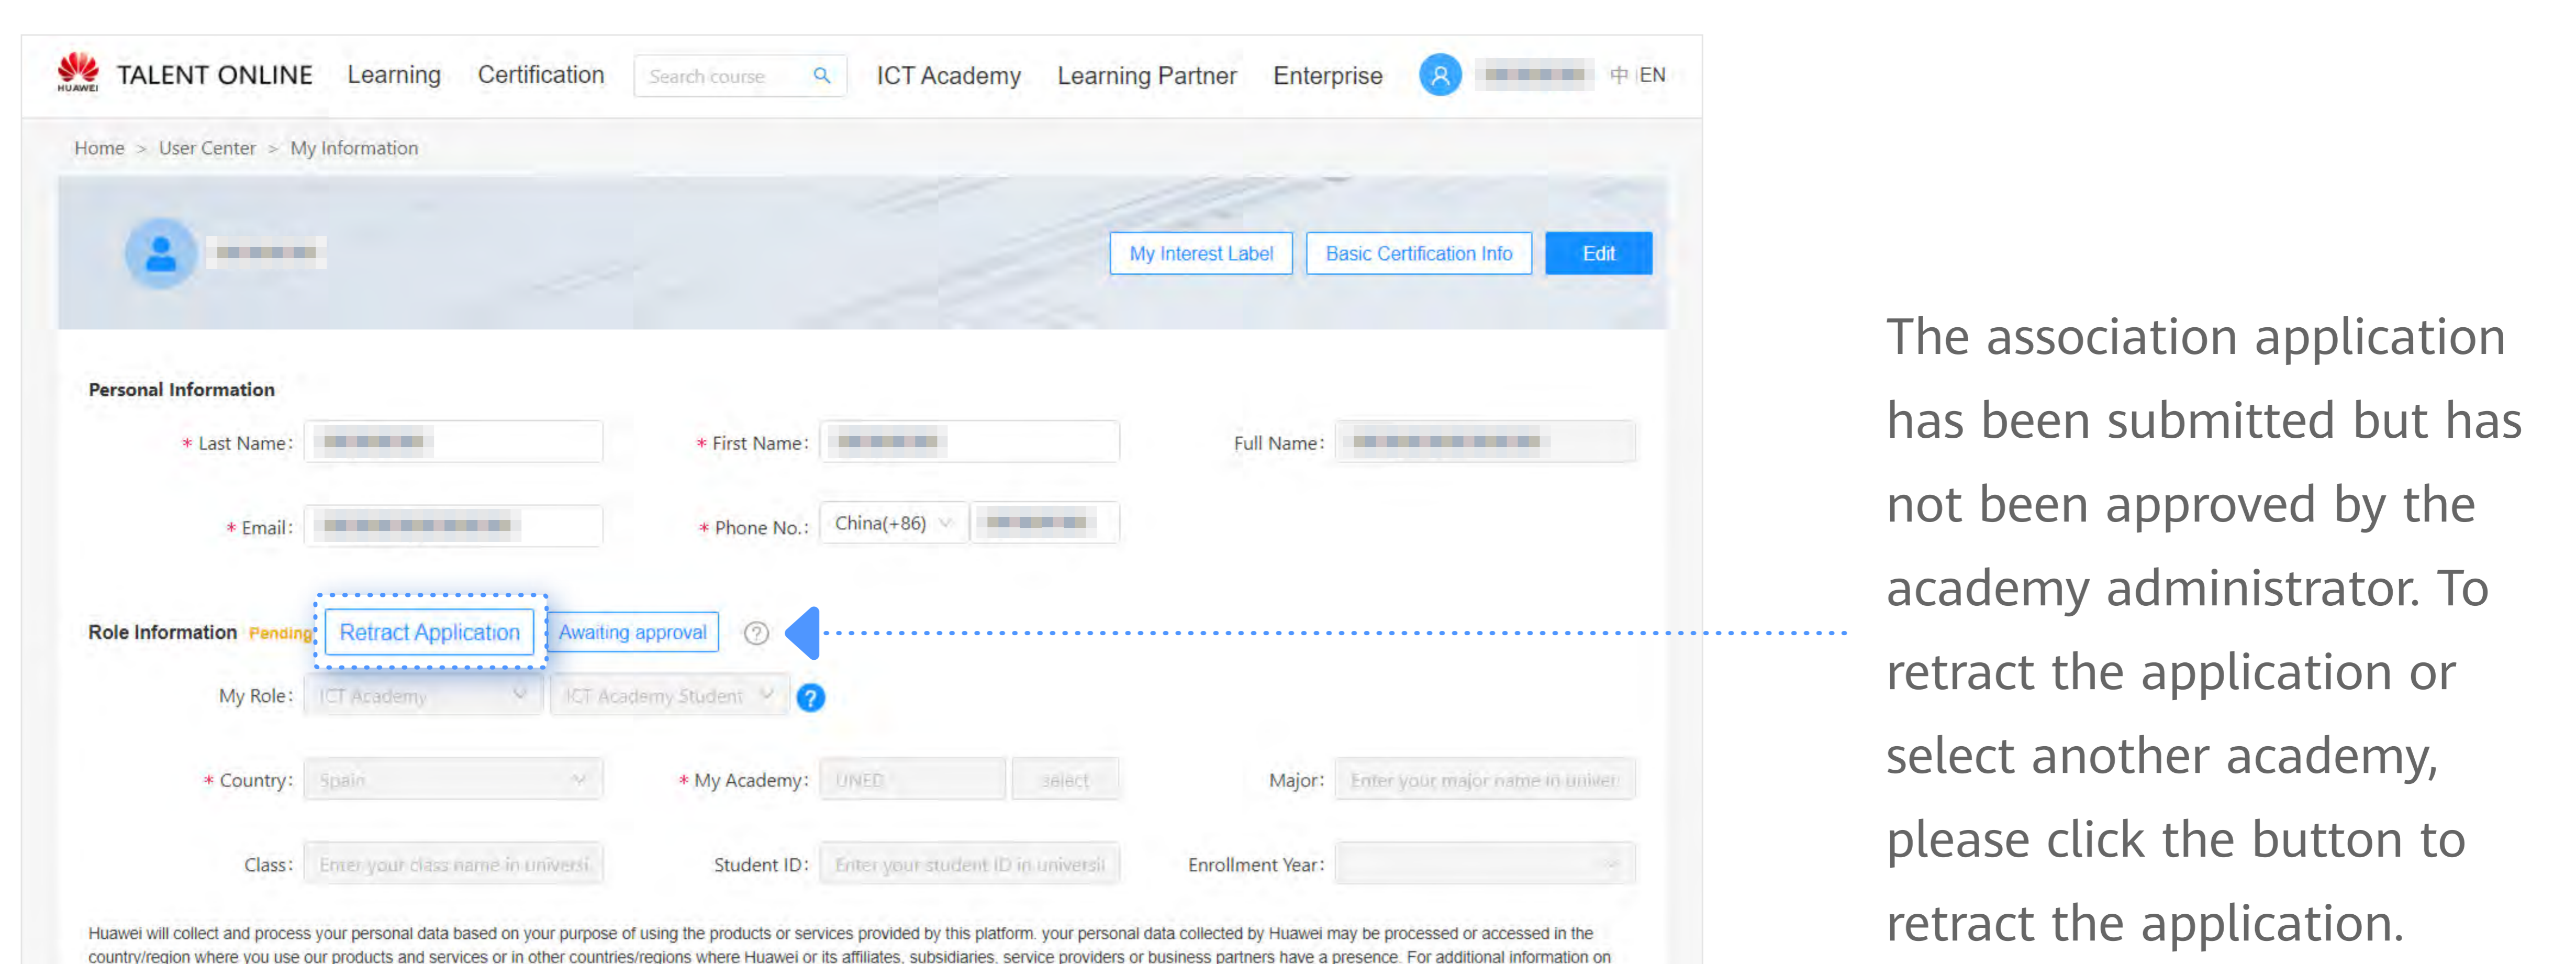 HUAWEI TALENT ONLINE Learning Certification Search course ICT Academy Learning Partner Enterprise 中 | EN
Home > User Center > My Information
My Interest Label Basic Certification Info Edit
Personal Information
* Last Name: * First Name: Full Name:
* Email: * Phone No.: China(+86)
Role Information Pending Retract Application Awaiting approval ?
My Role: ICT Academy ICT Academy Student ?
* Country: Spain * My Academy: UNED select Major: Enter your major name in univer
Class: Enter your class name in universi Student ID: Enter your student ID in universit Enrollment Year:
Huawei will collect and process your personal data based on your purpose of using the products or services provided by this platform. your personal data collected by Huawei may be processed or accessed in the
country/region where you use our products and services or in other countries/regions where Huawei or its affiliates, subsidiaries, service providers or business partners have a presence. For additional information on
The association application
has been submitted but has
not been approved by the
academy administrator. To
retract the application or
select another academy,
please click the button to
retract the application.